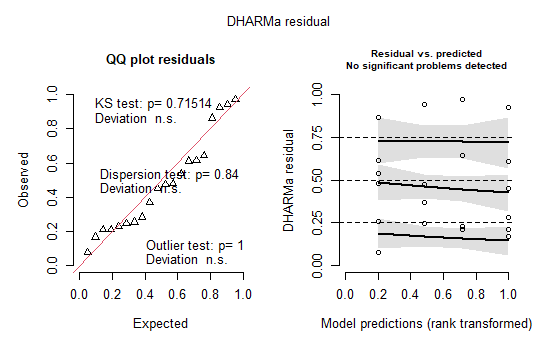 DHARMa residual
QQ plot residuals
KS test: p= 0.71514
Deviation n.s.
Dispersion test: p= 0.84
Deviation n.s.
Outlier test: p= 1
Deviation n.s.
Observed
0.0 0.2 0.4 0.6 0.8 1.0
0.0 0.2 0.4 0.6 0.8 1.0
Expected
Residual vs. predicted
No significant problems detected
DHARMa residual
0.00 0.25 0.50 0.75 1.00
0.0 0.2 0.4 0.6 0.8 1.0
Model predictions (rank transformed)